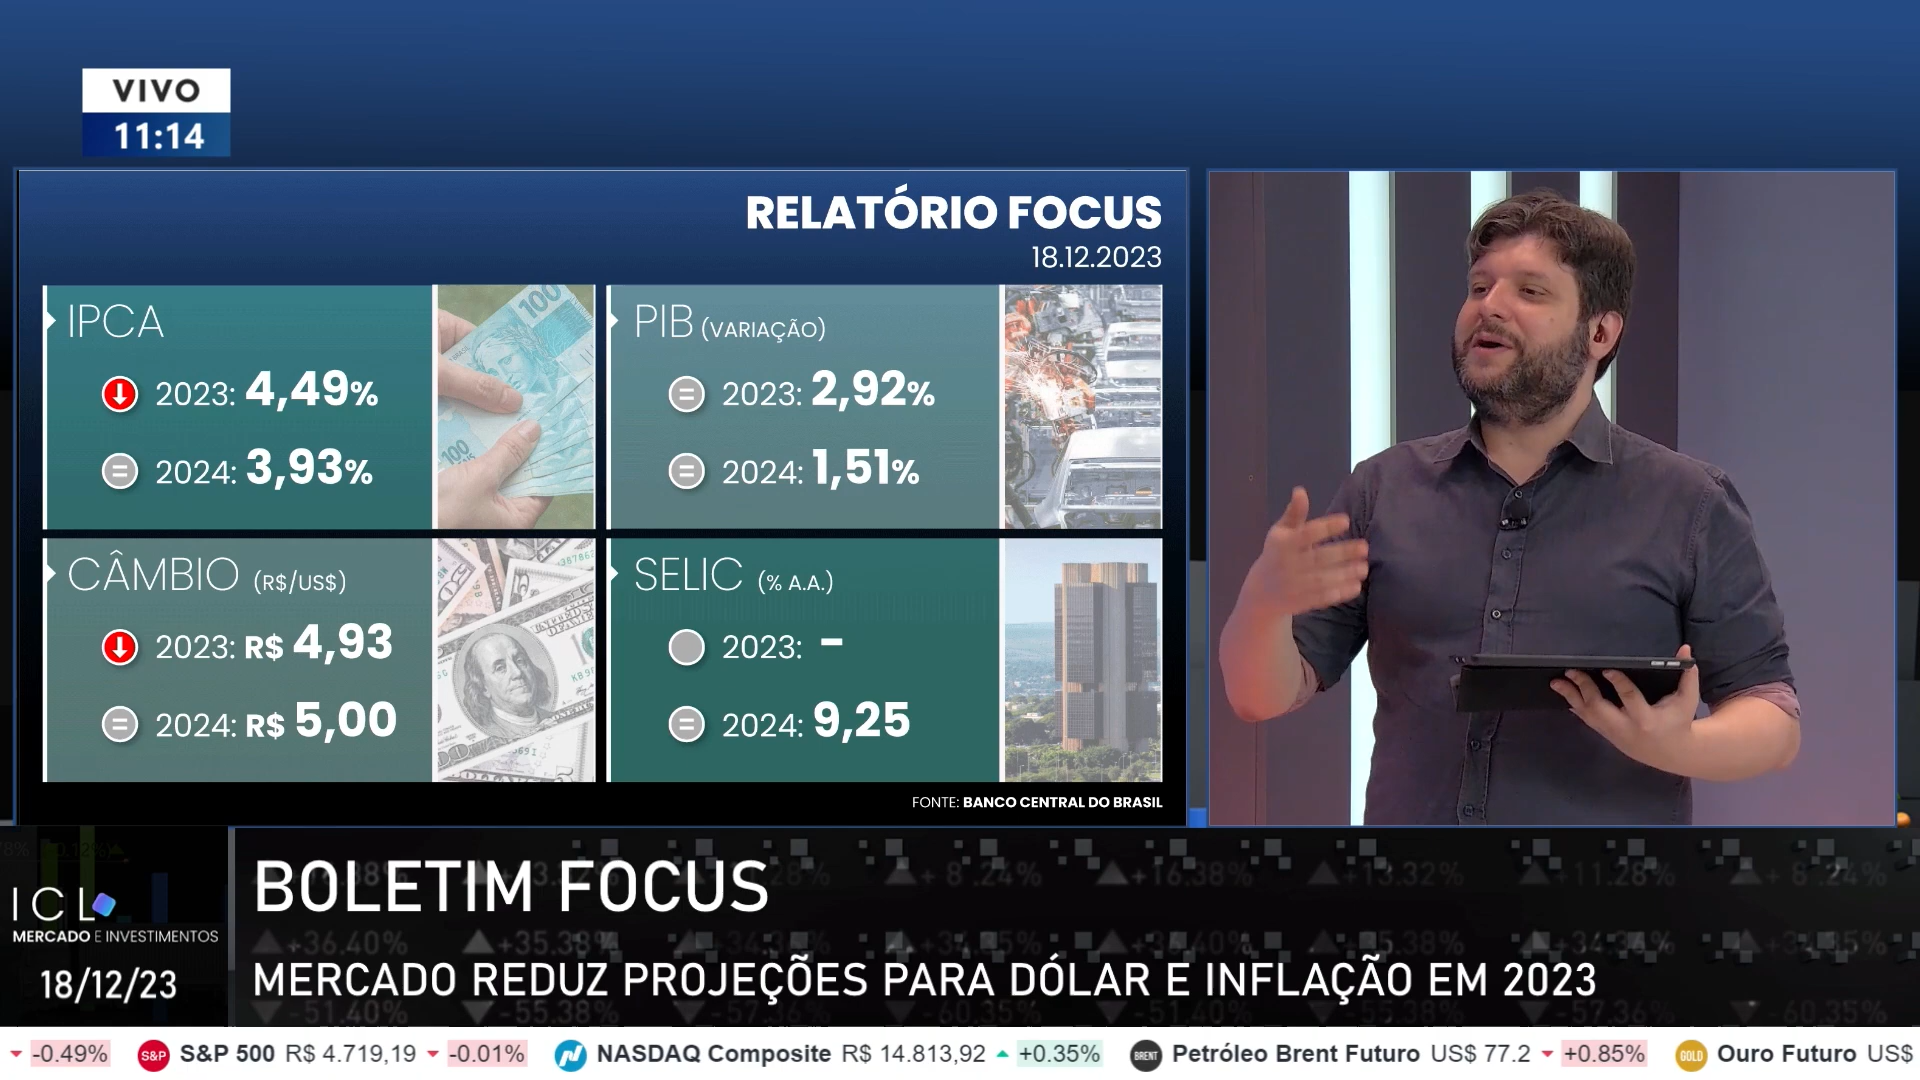 VIVO
11:14
RELATÓRIO FOCUS
18.12.2023
IPCA
2023: 4,49%
2024: 3,93%
PIB (VARIAÇÃO)
2023: 2,92%
2024: 1,51%
CÂMBIO (R$/US$)
2023: R$ 4,93
2024: R$ 5,00
SELIC (% A.A.)
2023: -
2024: 9,25
FONTE: BANCO CENTRAL DO BRASIL
ICL
MERCADO E INVESTIMENTOS
18/12/23
BOLETIM FOCUS
MERCADO REDUZ PROJEÇÕES PARA DÓLAR E INFLAÇÃO EM 2023
-0.49% S&P S&P 500 R$ 4.719,19 -0.01% NASDAQ Composite R$ 14.813,92 +0.35% BRENT Petróleo Brent Futuro US$ 77.2 +0.85% GOLD Ouro Futuro US$